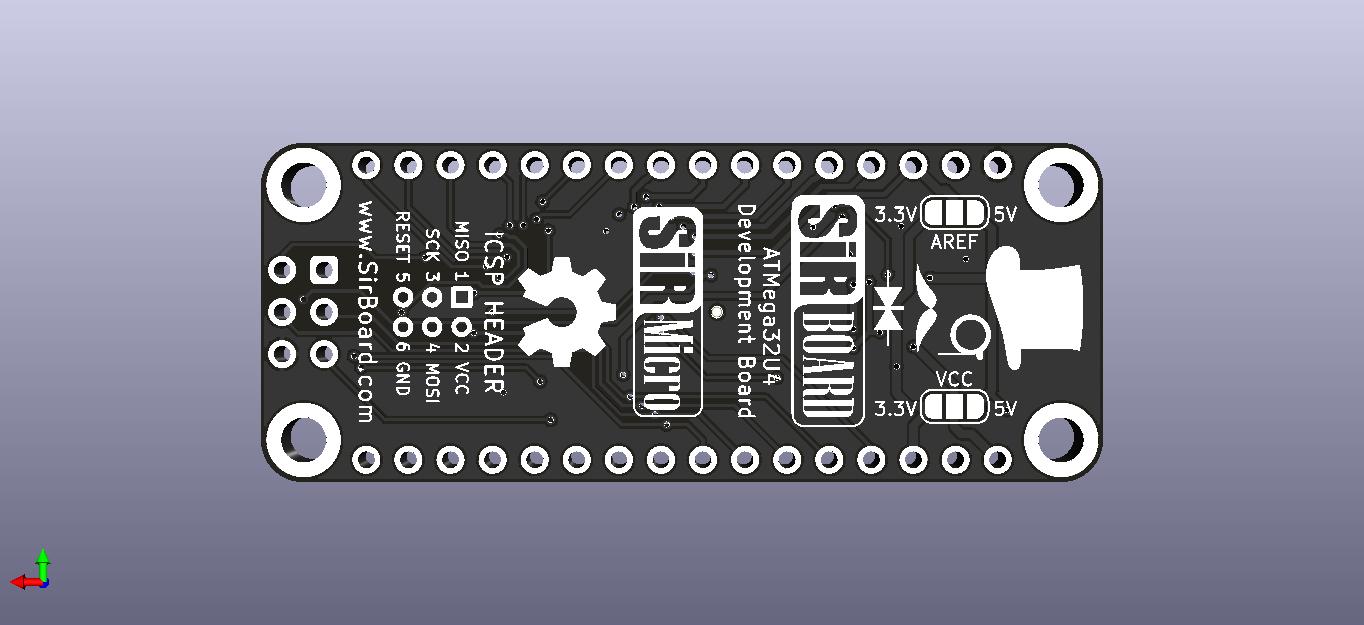 www.SirBoard.com
RESET 5 6 GND
SCK 3 4 MOSI
MISO 1 2 VCC
ICSP HEADER
SiR Micro
Development Board
ATMega32U4
SiR BOARD
3.3V 5V
AREF
VCC
3.3V 5V